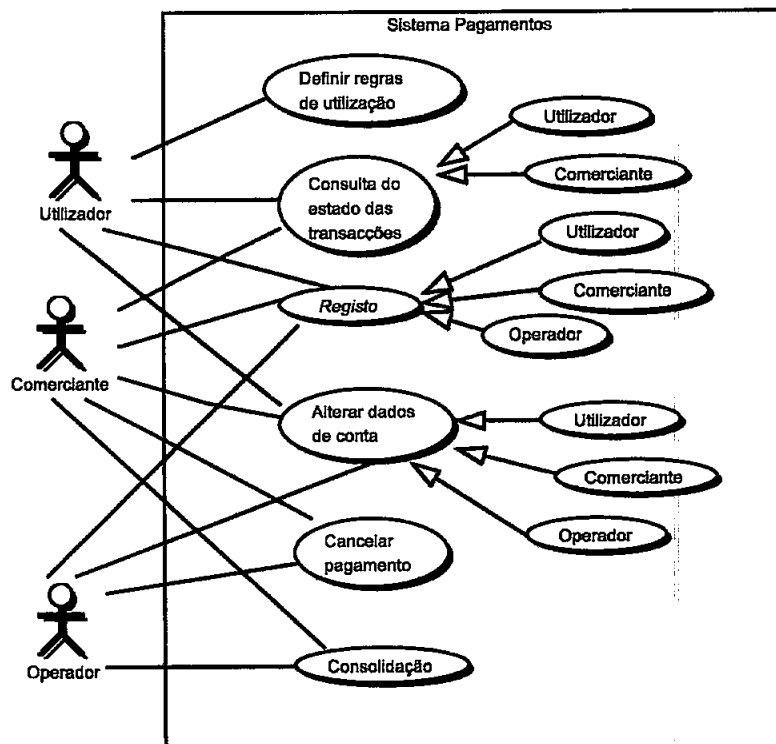 Sistema Pagamentos
Definir regras
de utilização
Utilizador
Comerciante
Utilizador
Consulta do
estado das
transacções
Utilizador
Registo
Comerciante
Operador
Comerciante
Alterar dados
de conta
Utilizador
Comerciante
Operador
Cancelar
pagamento
Operador
Consolidação